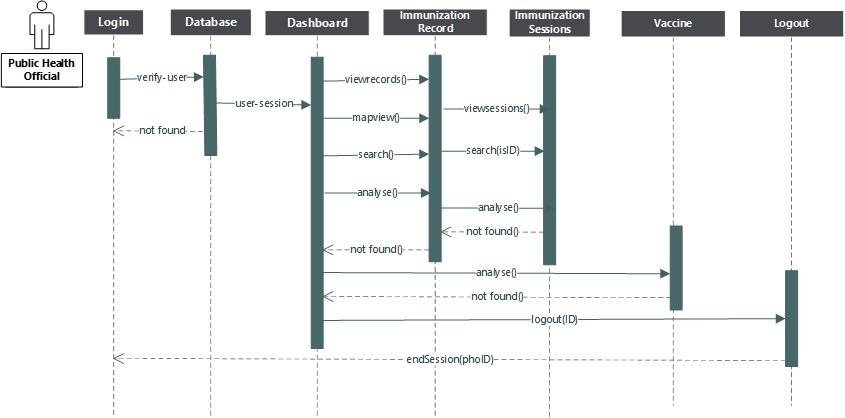 Public Health
Official
Login
Database
Dashboard
Immunization
Record
Immunization
Sessions
Vaccine
Logout
verify-user
viewrecords()
user-session
viewsessions()
mapview()
not found
search()
search(isID)
analyse()
analyse()
not found()
not found()
analyse()
not found()
logout(ID)
endSession(phoID)